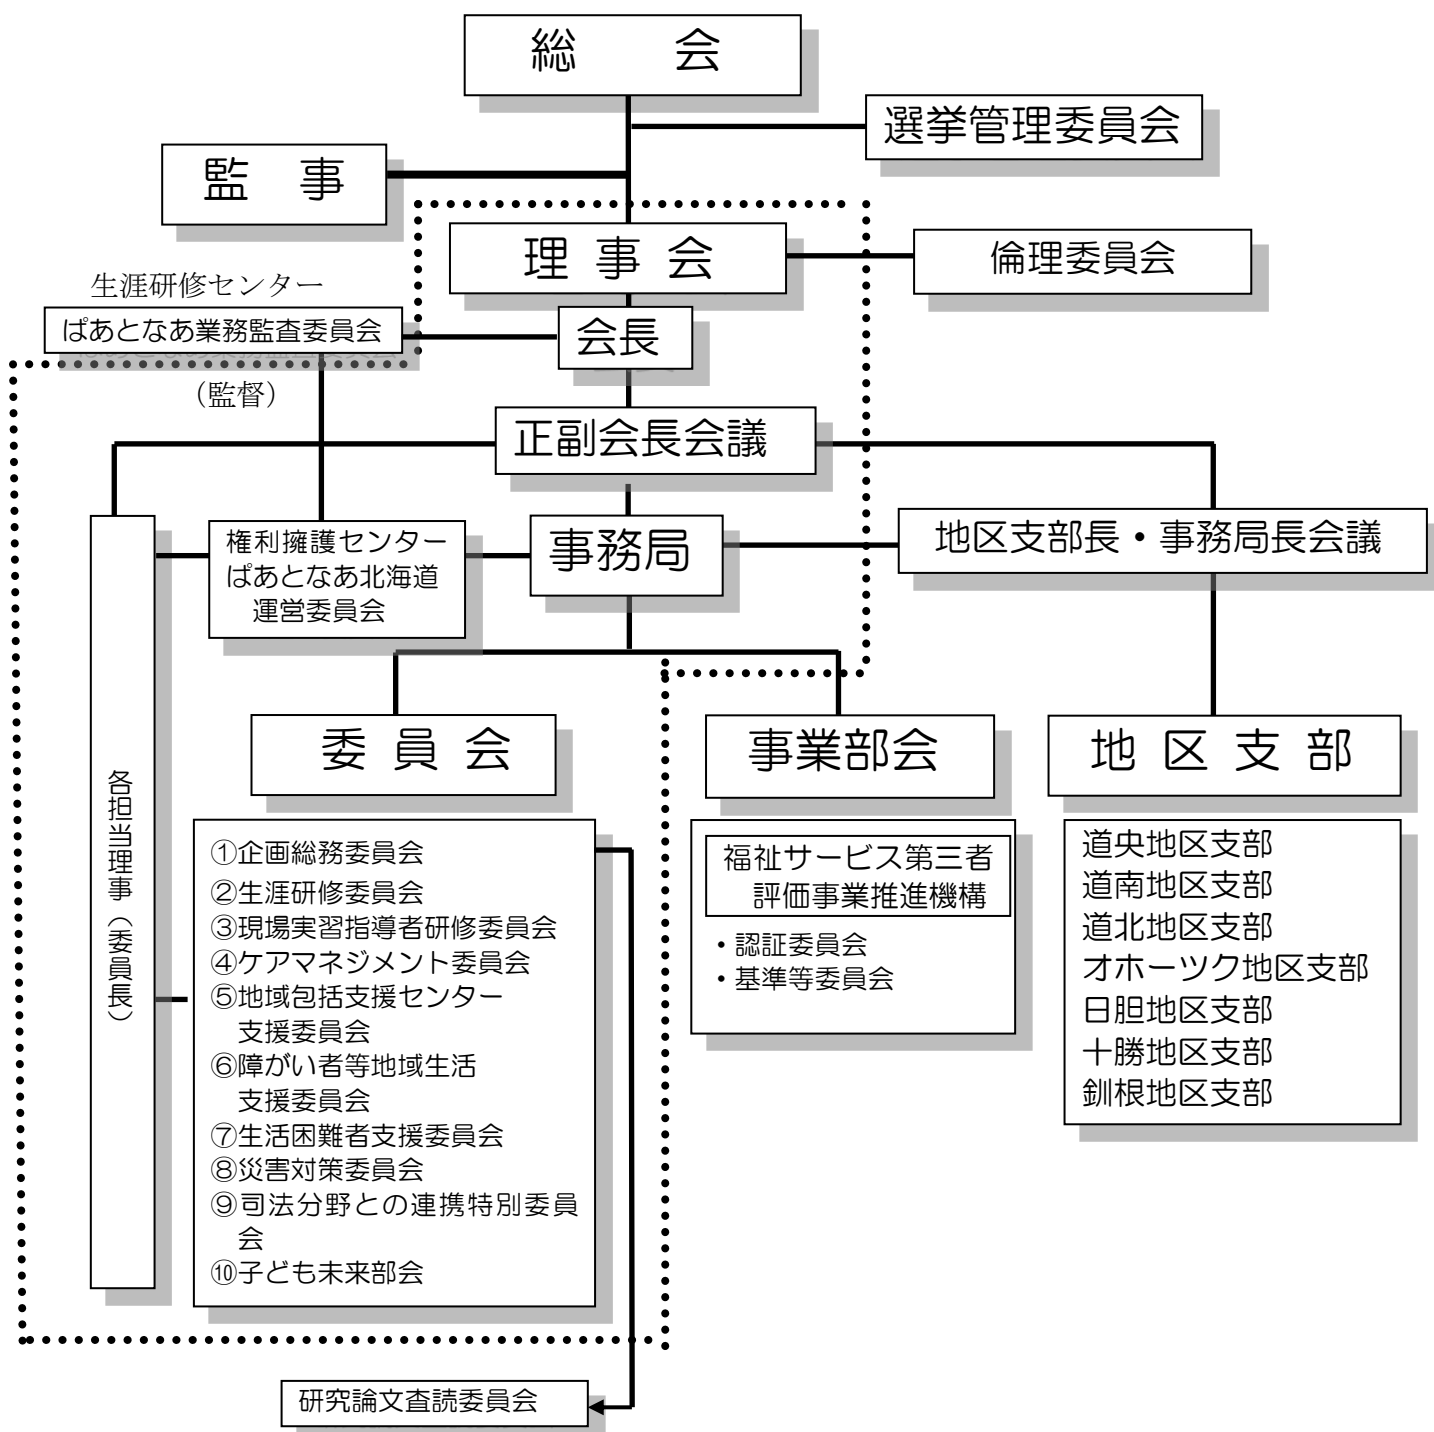 総　会
選挙管理委員会
監　事
理 事 会
倫理委員会
生涯研修センター
ぱあとなあ業務監査委員会
会長
（監督）
正副会長会議
権利擁護センター
ぱあとなあ北海道
運営委員会
事務局
地区支部長・事務局長会議
各担当理事（委員長）
委 員 会
事業部会
地 区 支 部
①企画総務委員会
②生涯研修委員会
③現場実習指導者研修委員会
④ケアマネジメント委員会
⑤地域包括支援センター
支援委員会
⑥障がい者等地域生活
支援委員会
⑦生活困難者支援委員会
⑧災害対策委員会
⑨司法分野との連携特別委員
会
⑩子ども未来部会
福祉サービス第三者
評価事業推進機構
・認証委員会
・基準等委員会
道央地区支部
道南地区支部
道北地区支部
オホーツク地区支部
日胆地区支部
十勝地区支部
釧根地区支部
研究論文査読委員会